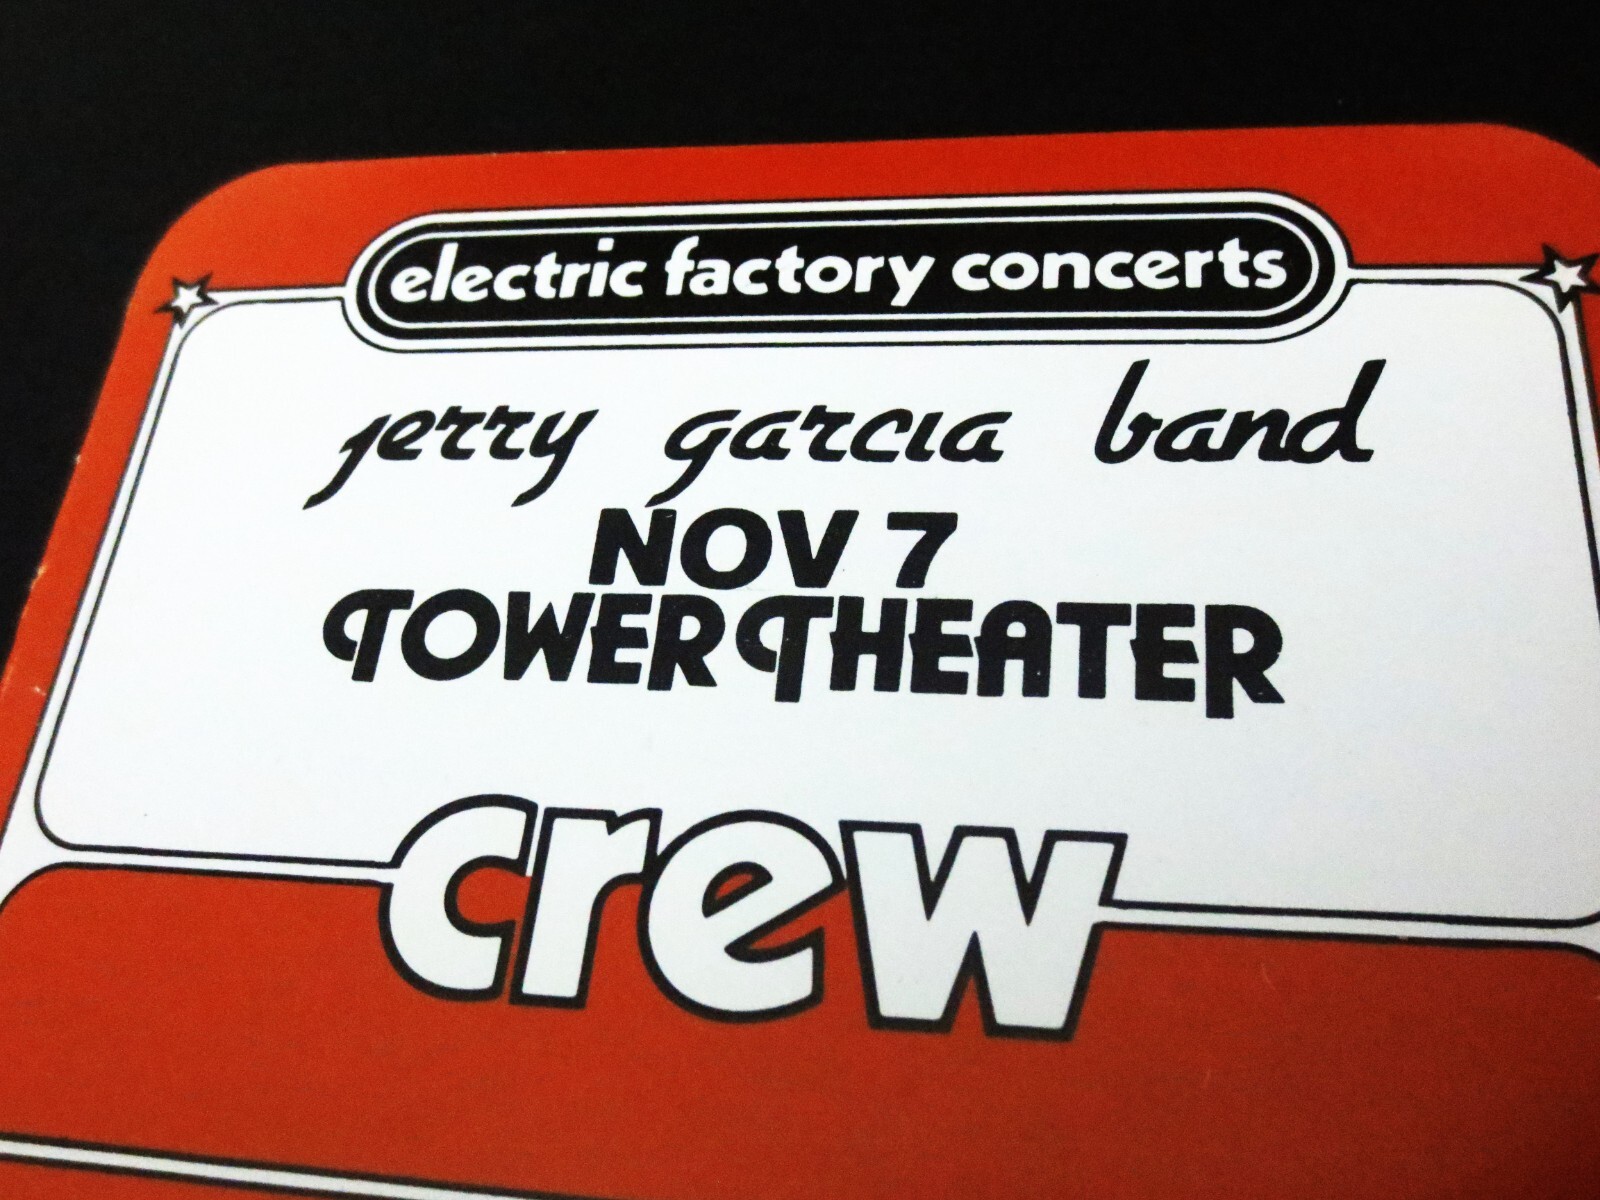 electric factory concerts
jerry garcia band
NOV 7
TOWER THEATER
crew